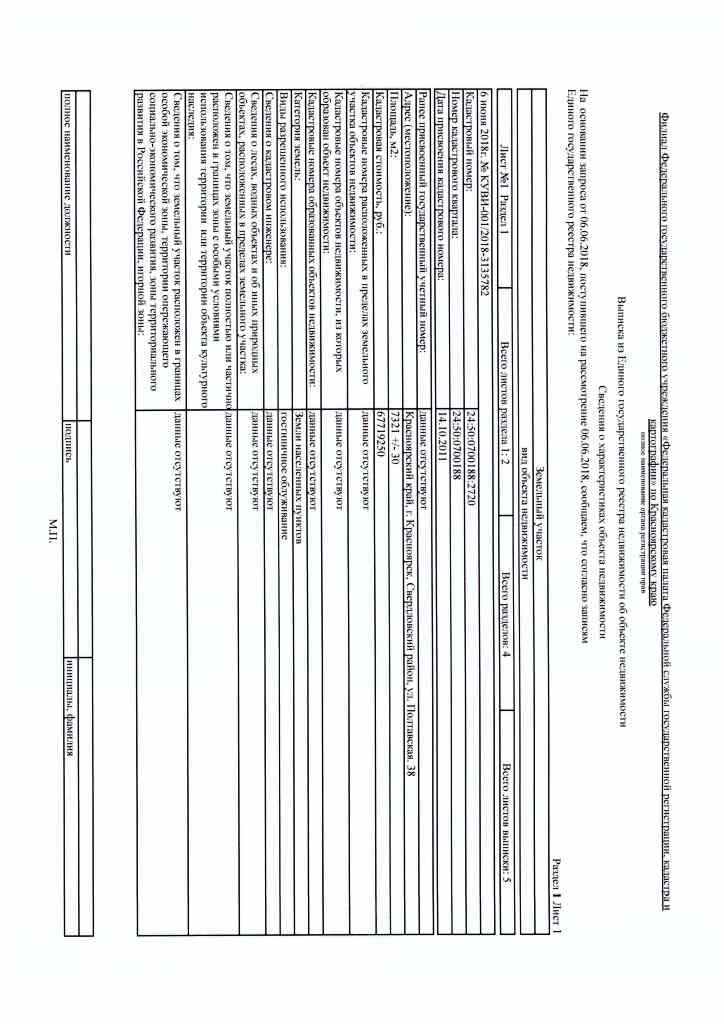 Филиал Федерального государственного бюджетного учреждения «Федеральная кадастровая палата Федеральной службы государственной регистрации, кадастра и
картографии» по Красноярскому краю
полное наименование органа регистрации прав
Выписка из Единого государственного реестра недвижимости об объекте недвижимости
Сведения о характеристиках объекта недвижимости
На основании запроса от 06.06.2018, поступившего на рассмотрение 06.06.2018, сообщаем, что согласно записям
Единого государственного реестра недвижимости:
Раздел 1 Лист 1
Земельный участок
вид объекта недвижимости
Лист №1 Раздел 1 Всего листов раздела 1: 2 Всего разделов: 4 Всего листов выписки: 5
6 июня 2018г. № КУВИ-001/2018-3135782
Кадастровый номер: 24:50:0700188:2720
Номер кадастрового квартала: 24:50:0700188
Дата присвоения кадастрового номера: 14.10.2011
Ранее присвоенный государственный учетный номер: данные отсутствуют
Адрес (местоположение): Красноярский край, г. Красноярск, Свердловский район, ул. Полтавская, 38
Площадь, м2: 7321 +/- 30
Кадастровая стоимость, руб.: 67719250
Кадастровые номера расположенных в пределах земельного данные отсутствуют
участка объектов недвижимости:
Кадастровые номера объектов недвижимости, из которых данные отсутствуют
образован объект недвижимости:
Кадастровые номера образованных объектов недвижимости: данные отсутствуют
Категория земель: Земли населенных пунктов
Виды разрешенного использования: гостиничное облуживание
Сведения о кадастровом инженере: данные отсутствуют
Сведения о лесах, водных объектах и об иных природных данные отсутствуют
объектах, расположенных в пределах земельного участка:
Сведения о том, что земельный участок полностью или частично данные отсутствуют
расположен в границах зоны с особыми условиями
использования территории или территории объекта культурного
наследия:
Сведения о том, что земельный участок расположен в границах данные отсутствуют
особой экономической зоны, территории опережающего
социально-экономического развития, зоны территориального
развития в Российской Федерации, игорной зоны:
полное наименование должности подпись инициалы, фамилия
М.П.